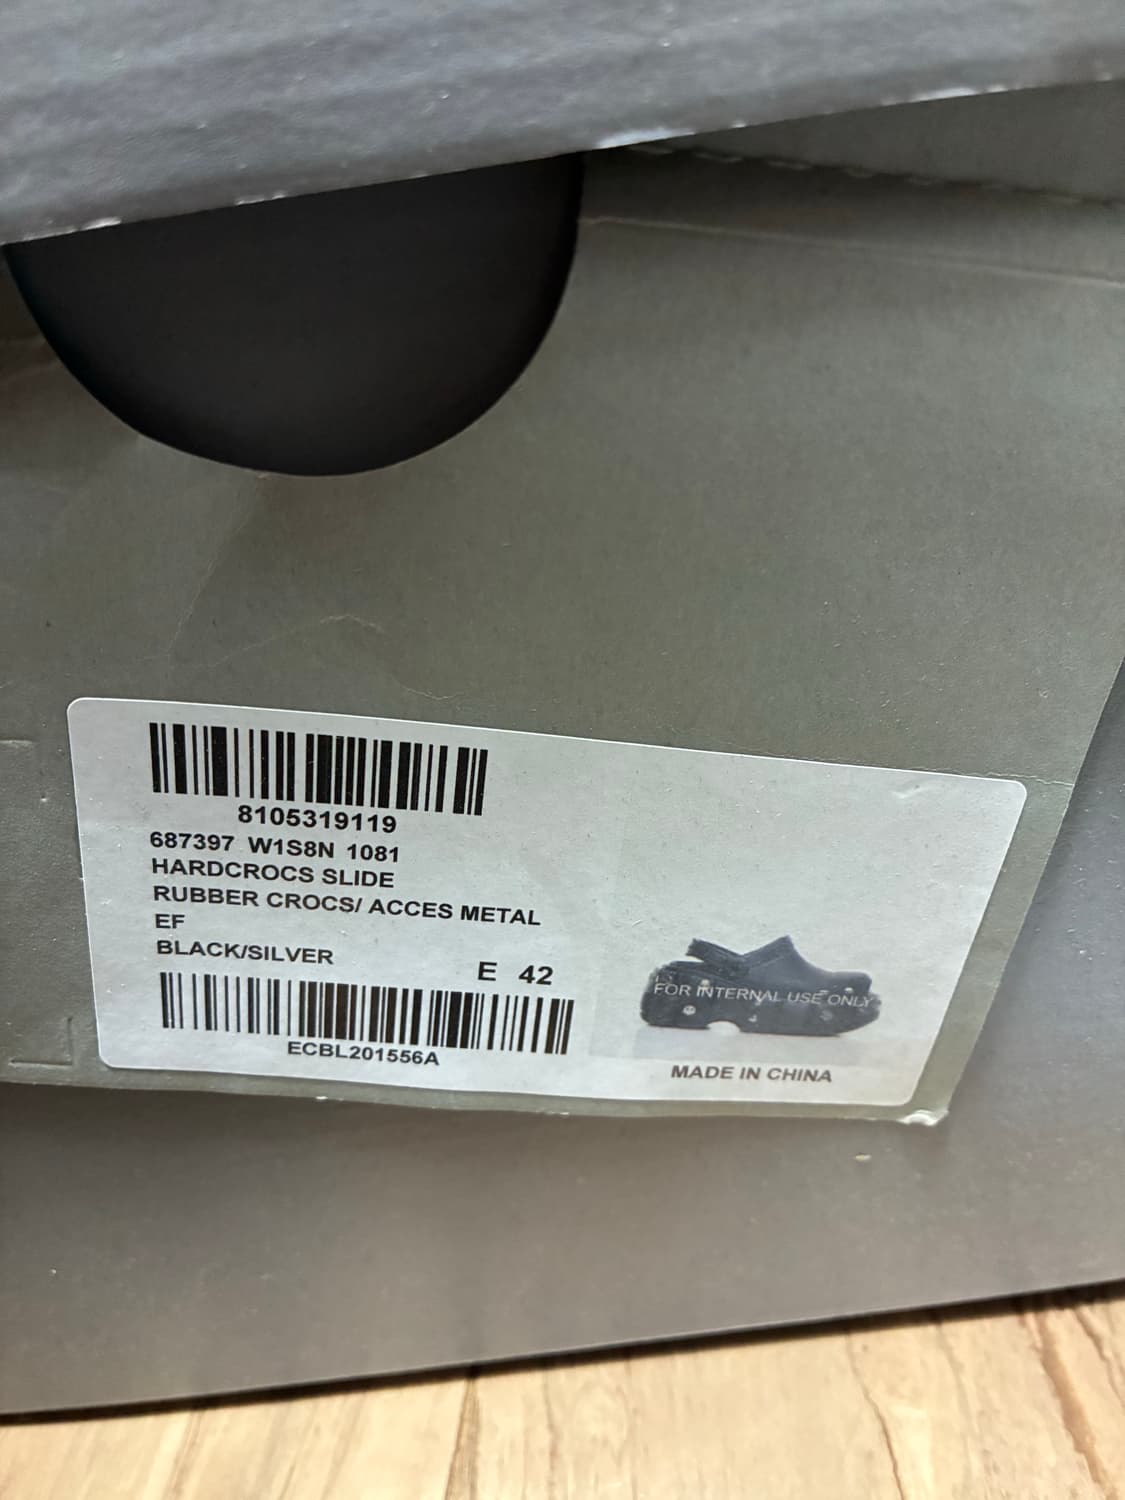 8105319119
687397 W1S8N 1081
HARDCROCS SLIDE
RUBBER CROCS/ ACCES METAL
EF
BLACK/SILVER
E 42
ECBL201556A
FOR INTERNAL USE ONLY
MADE IN CHINA